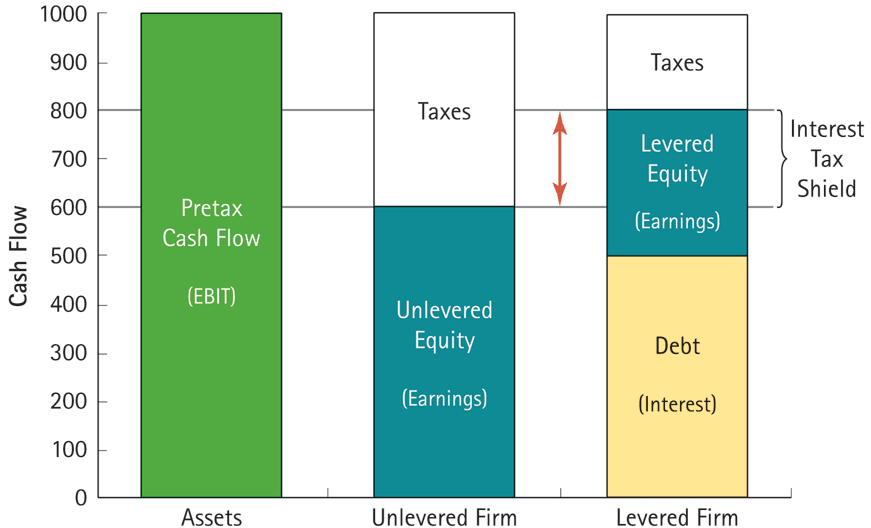 1000
900
800
700
600
500
400
300
200
100
0
Cash Flow
Pretax
Cash Flow
(EBIT)
Assets
Taxes
Unlevered
Equity
(Earnings)
Unlevered Firm
Taxes
Levered
Equity
(Earnings)
Debt
(Interest)
Levered Firm
Interest
Tax
Shield